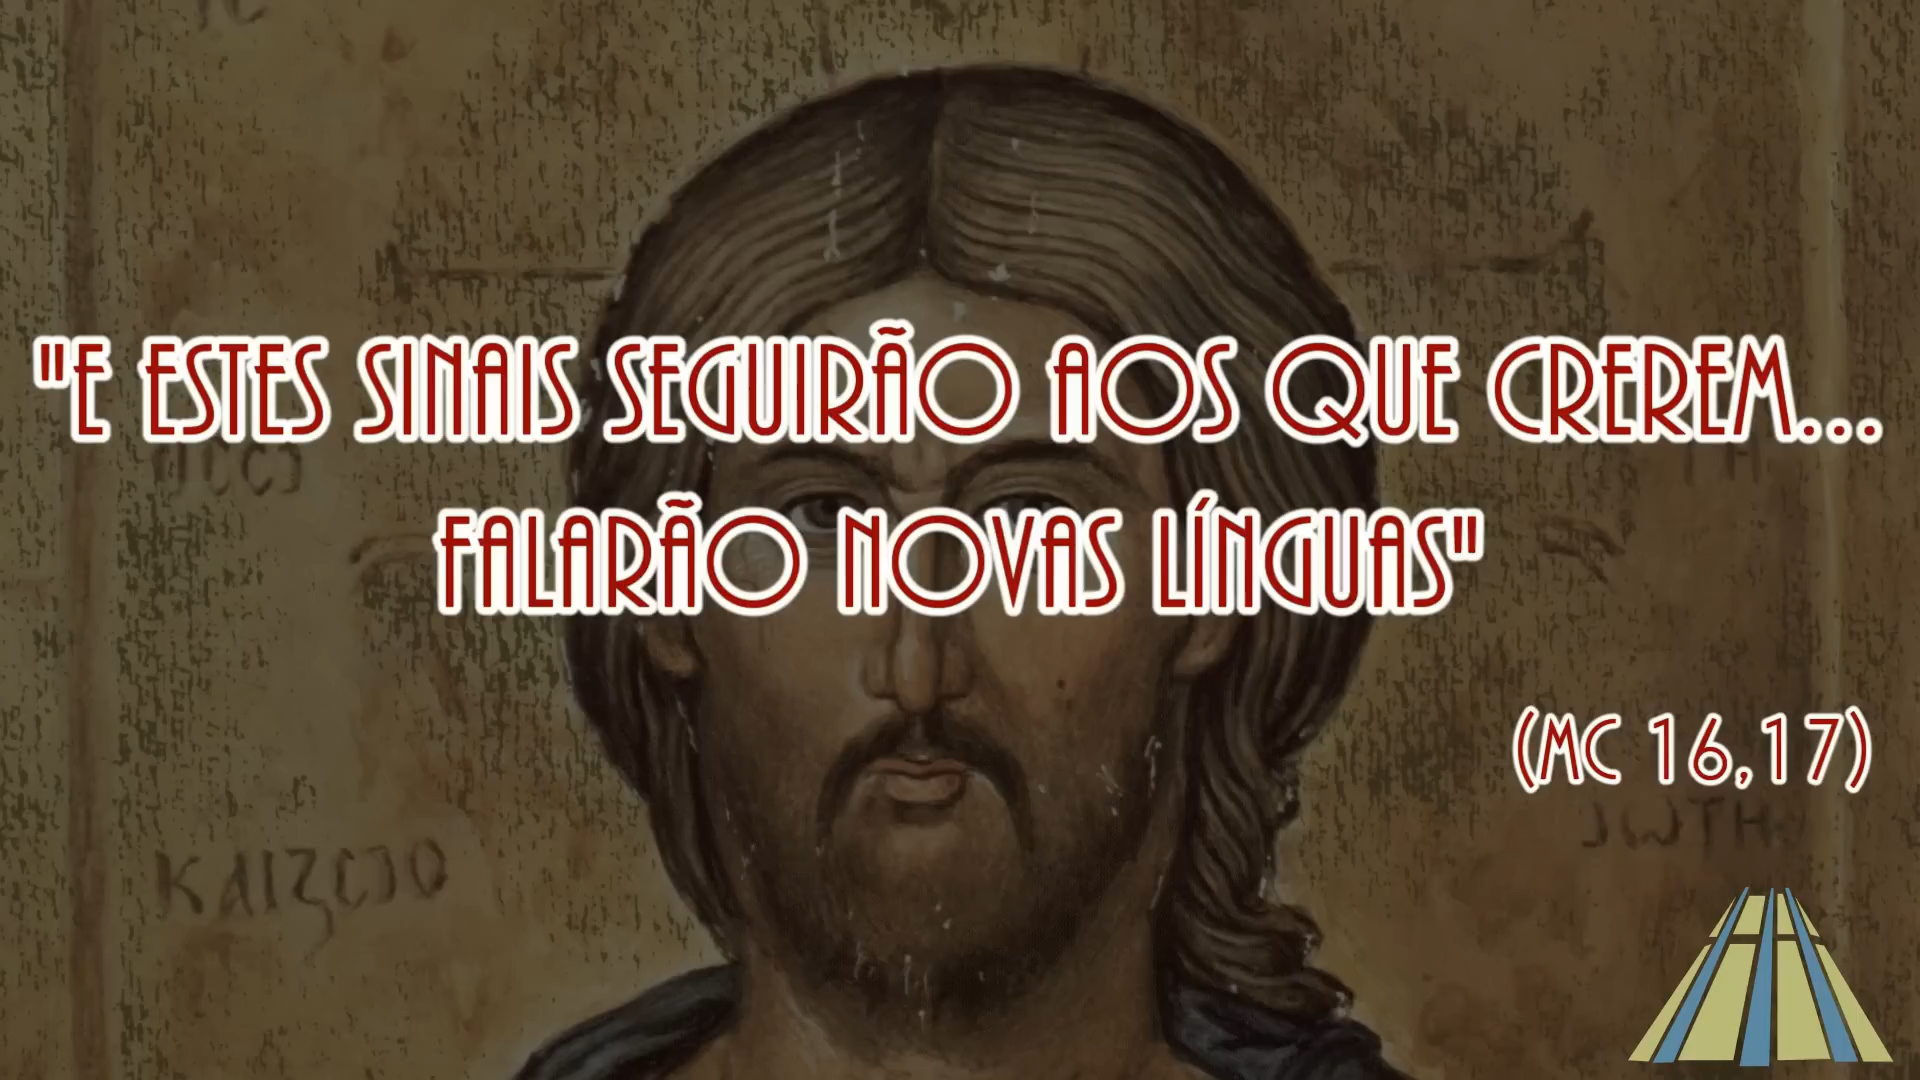 "E ESTES SINAIS SEGUIRÃO AOS QUE CREREM...
FALARÃO NOVAS LÍNGUAS"
(MC 16,17)